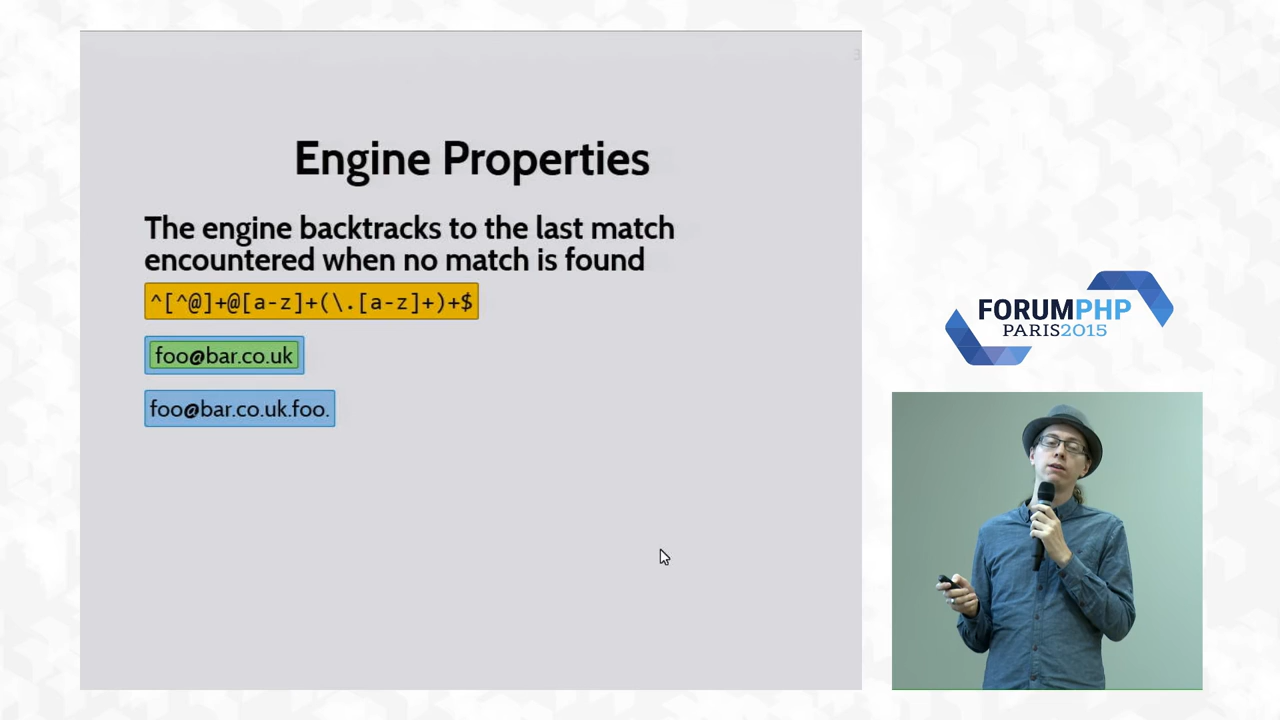 Engine Properties
The engine backtracks to the last match
encountered when no match is found
^[^@]+@[a-z]+(\.[a-z]+)+$
foo@bar.co.uk
foo@bar.co.uk.foo.
FORUMPHP
PARIS2015